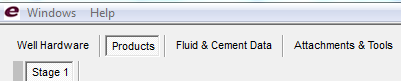 e Windows Help
Well Hardware Products Fluid & Cement Data Attachments & Tools
Stage 1